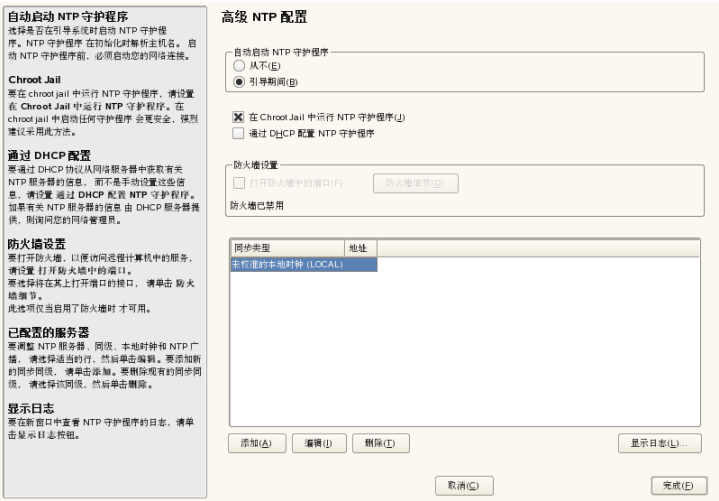 自动启动 NTP 守护程序
选择是否在引导系统时启动 NTP 守护程
序。NTP 守护程序 在初始化时解析主机名。 启
动 NTP 守护程序前，必须启动您的网络连接。
Chroot Jail
要在 chroot jail 中运行 NTP 守护程序，请设置
在 Chroot Jail 中运行 NTP 守护程序。在
chroot jail 中启动任何守护程序 会更安全，强烈
建议采用此方法。
通过 DHCP 配置
要通过 DHCP 协议从网络服务器中获取有关
NTP 服务器的信息， 而不是手动设置这些信
息，请设置 通过 DHCP 配置 NTP 守护程序。
如果有关 NTP 服务器的信息 由 DHCP 服务器提
供，则询问您的网络管理员。
防火墙设置
要打开防火墙，以便访问远程计算机中的服务，
请设置 打开防火墙中的端口。
要选择将在其上打开端口的接口， 请单击 防火
墙细节。
此选项仅当启用了防火墙时 才可用。
已配置的服务器
要调整 NTP 服务器、同级、本地时钟和 NTP 广
播， 请选择适当的行，然后单击编辑。要添加新
的同步同级， 请单击添加。要删除现有的同步同
级， 请选择该同级，然后单击删除。
显示日志
要在新窗口中查看 NTP 守护程序的日志，请单
击显示日志按钮。
高级 NTP 配置
自动启动 NTP 守护程序
从不(E)
引导期间(B)
在 Chroot Jail 中运行 NTP 守护程序(J)
通过 DHCP 配置 NTP 守护程序
防火墙设置
打开防火墙中的端口(F) 防火墙细节(D)
防火墙已禁用
同步类型 地址
未校准的本地时钟 (LOCAL)
添加(A) 编辑(I) 删除(T) 显示日志(L)...
取消(C) 完成(F)